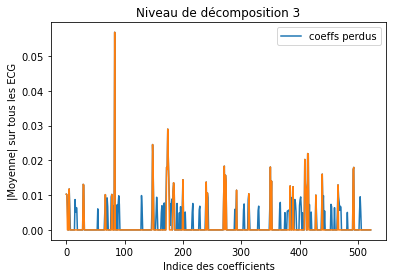 Niveau de décomposition 3
coeffs perdus
|Moyenne| sur tous les ECG
0.05
0.04
0.03
0.02
0.01
0.00
0 100 200 300 400 500
Indice des coefficients